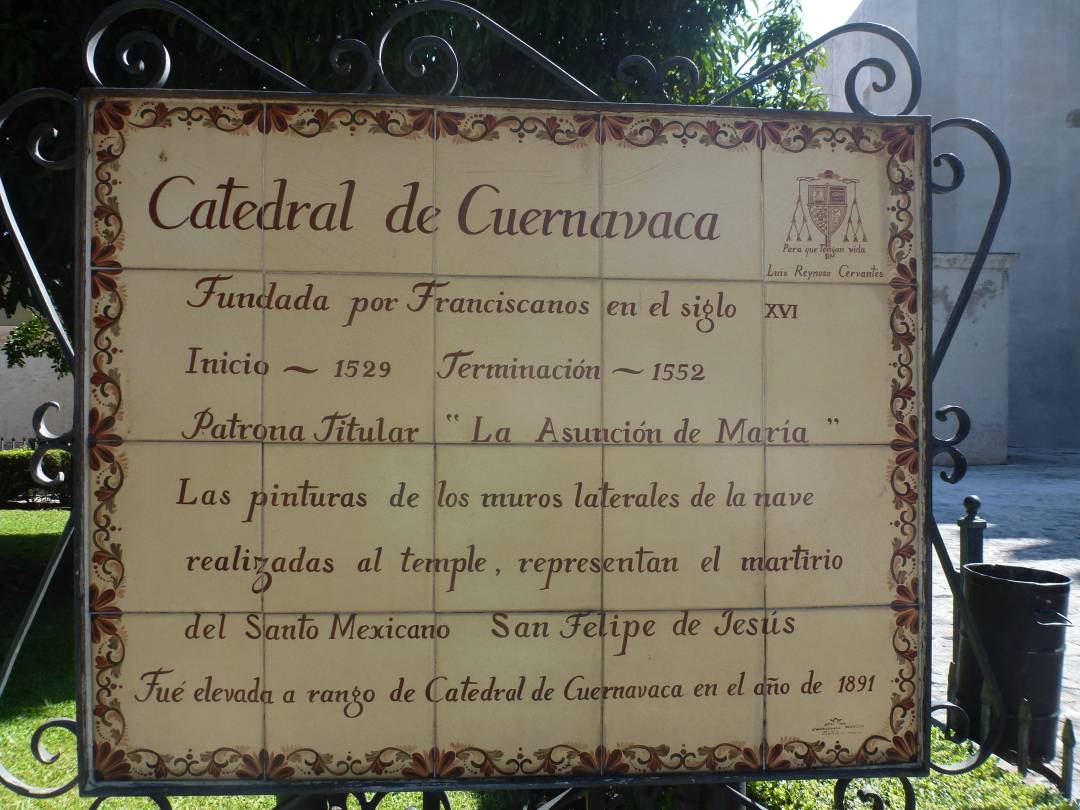 Catedral de Cuernavaca
Para que Tengan vida
Luis Reynoso Cervantes
Fundada por Franciscanos en el siglo XVI
Inicio ~ 1529 Terminación ~ 1552
Patrona Titular “ La Asunción de María ”
Las pinturas de los muros laterales de la nave
realizadas al temple, representan el martirio
del Santo Mexicano San Felipe de Jesús
Fué elevada a rango de Catedral de Cuernavaca en el año de 1891